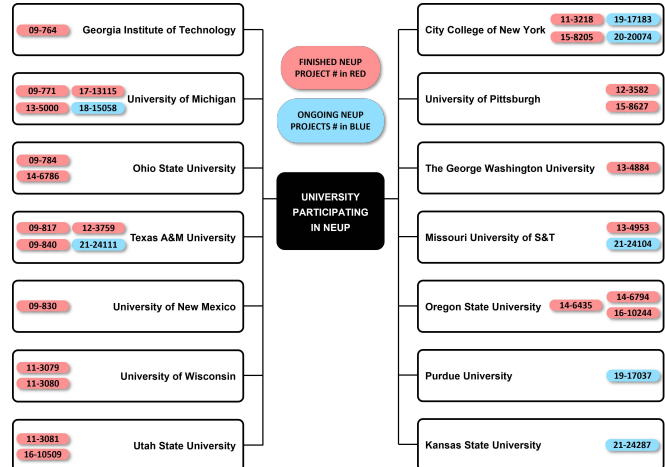 09-764
Georgia Institute of Technology
09-771 17-13115
13-5000 18-15058
University of Michigan
09-784
14-6786
Ohio State University
09-817 12-3759
09-840 21-24111
Texas A&M University
09-830
University of New Mexico
11-3079
11-3080
University of Wisconsin
11-3081
16-10509
Utah State University
FINISHED NEUP
PROJECT # in RED
ONGOING NEUP
PROJECTS # in BLUE
UNIVERSITY
PARTICIPATING
IN NEUP
City College of New York
11-3218 19-17183
15-8205 20-20074
University of Pittsburgh
12-3582
15-8627
The George Washington University
13-4884
Missouri University of S&T
13-4953
21-24104
Oregon State University
14-6435
14-6794
16-10244
Purdue University
19-17037
Kansas State University
21-24287